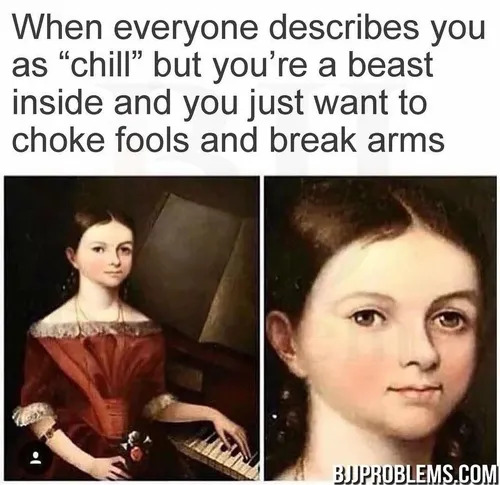 When everyone describes you
as “chill” but you’re a beast
inside and you just want to
choke fools and break arms
BJJPROBLEMS.COM